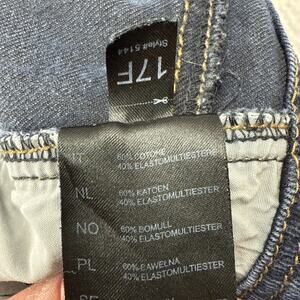 Style# 5144
17F
IT
60% COTONE
40% ELASTOMULTIESTER
NL
60% KATOEN
40% ELASTOMULTIESTER
NO
60% BOMULL
40% ELASTOMULTIESTER
PL
60% BAWEŁNA
40% ELASTOMULTIESTER